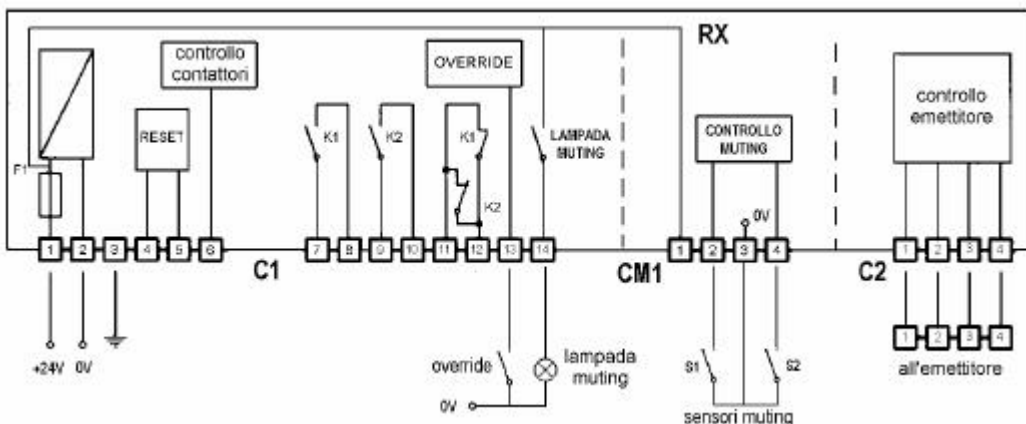 RX
controllo
contattori
OVERRIDE
controllo
emettitore
RESET
K1
K2
K1
LAMPADA
MUTING
CONTROLLO
MUTING
F1
K2
0V
1 2 3 4 5 6 7 8 9 10 11 12 13 14 1 2 3 4 1 2 3 4
C1
CM1
C2
1 2 3 4
+24V 0V
override
lampada
muting
S1
S2
all'emettitore
0V
sensori muting